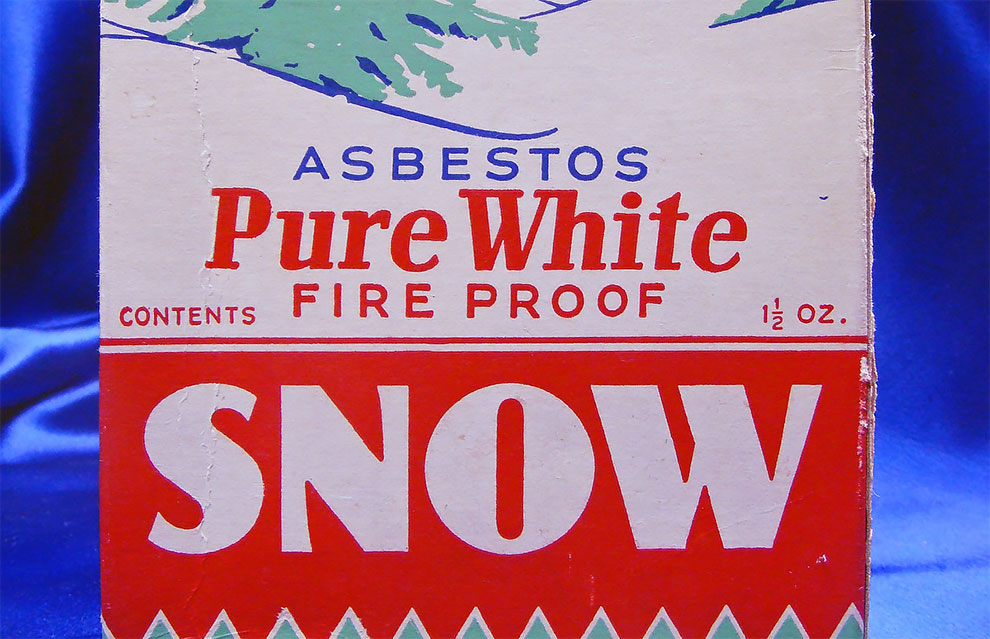 ASBESTOS
Pure White
FIRE PROOF
CONTENTS 1½ OZ.
SNOW